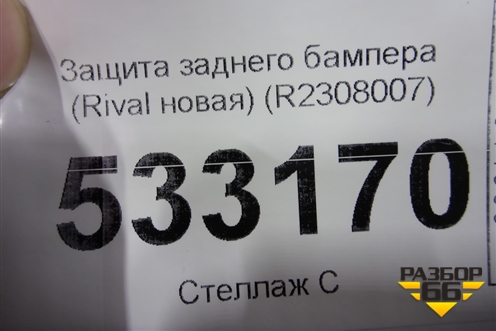 Защита заднего бампера
(Rival новая) (R2308007)
533170
Стеллаж С
РАЗБОР
66